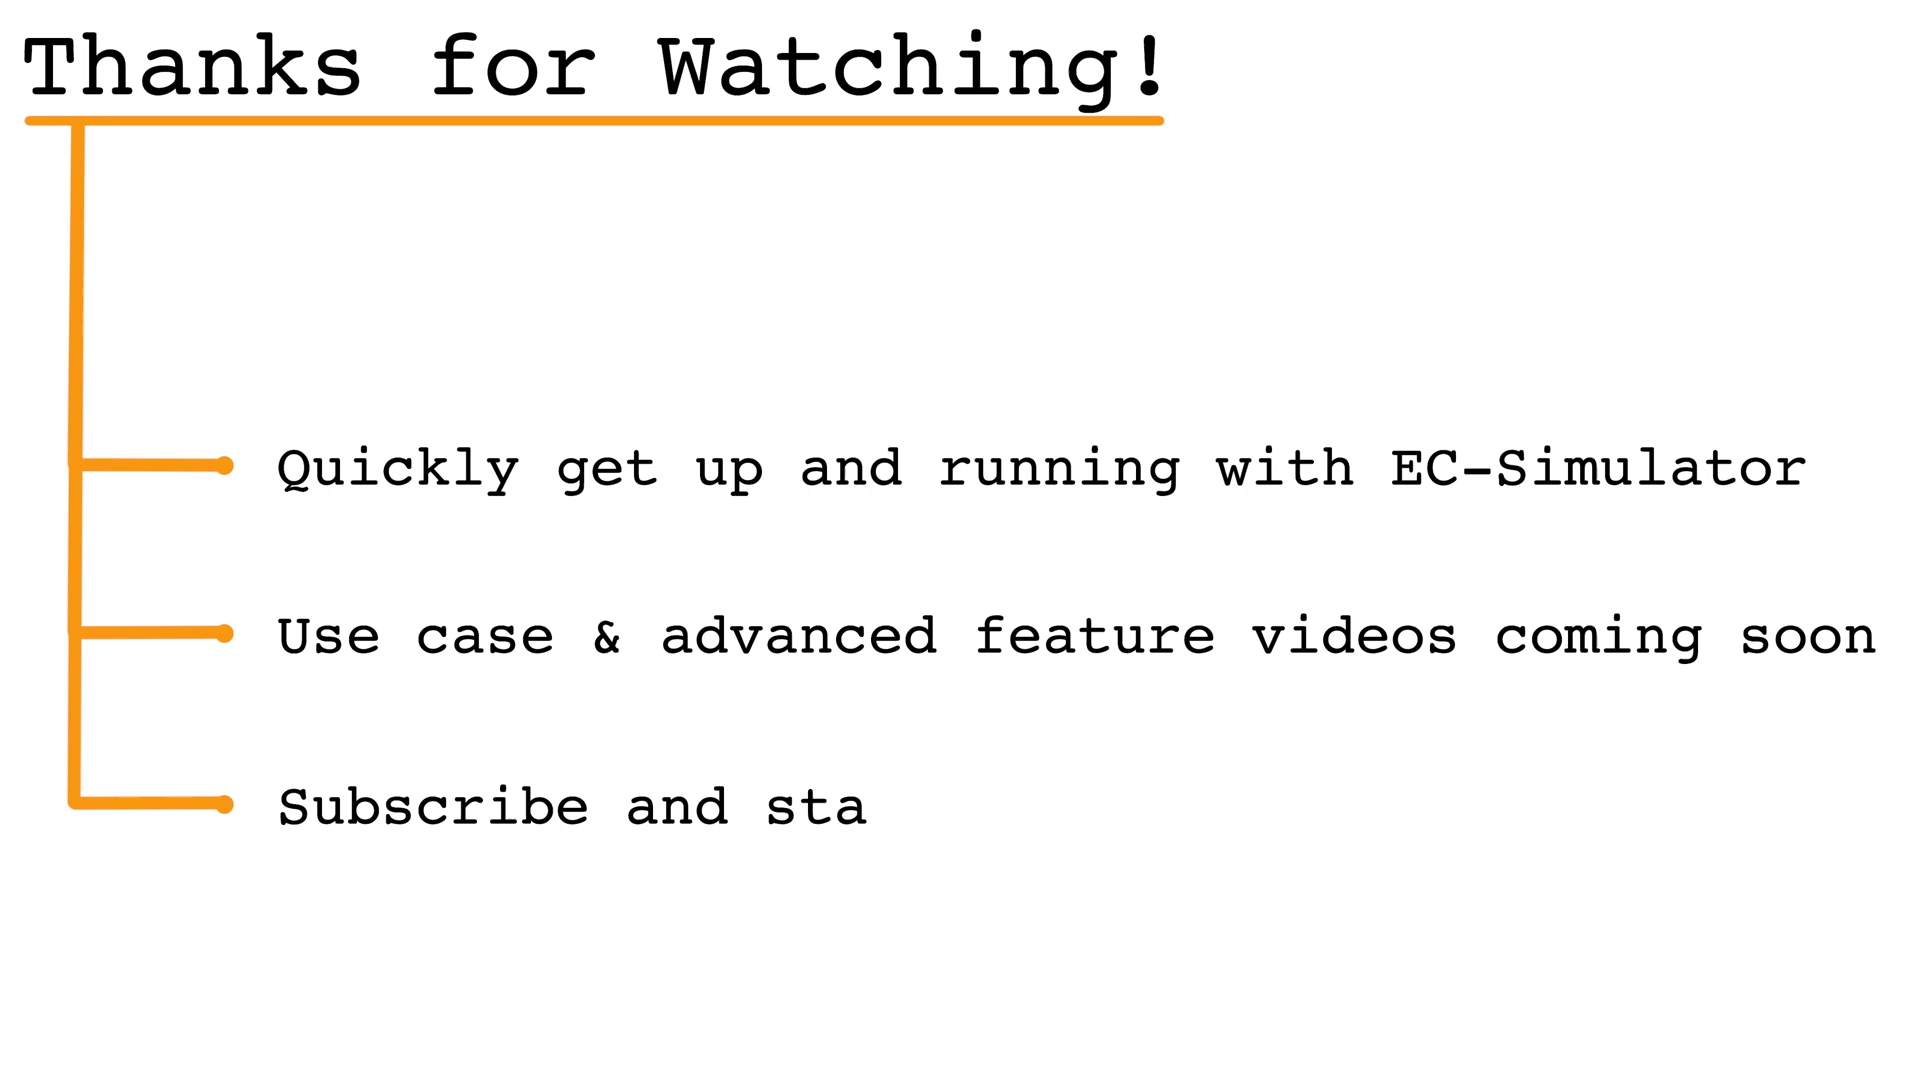 Thanks for Watching!
Quickly get up and running with EC-Simulator
Use case & advanced feature videos coming soon
Subscribe and sta